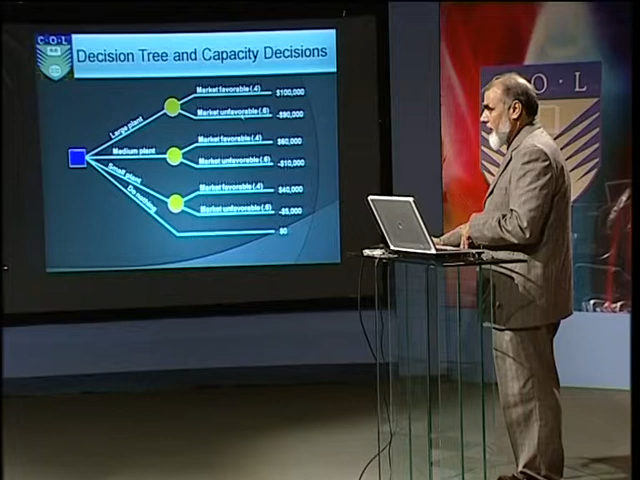 C·O·L
Decision Tree and Capacity Decisions
Market favorable (.4)
$100,000
Large plant
Market unfavorable (.6)
-$90,000
Market favorable (.4)
$60,000
Medium plant
Market unfavorable (.6)
-$10,000
Small plant
Market favorable (.4)
$40,000
Do nothing
Market unfavorable (.6)
-$5,000
$0
O·L